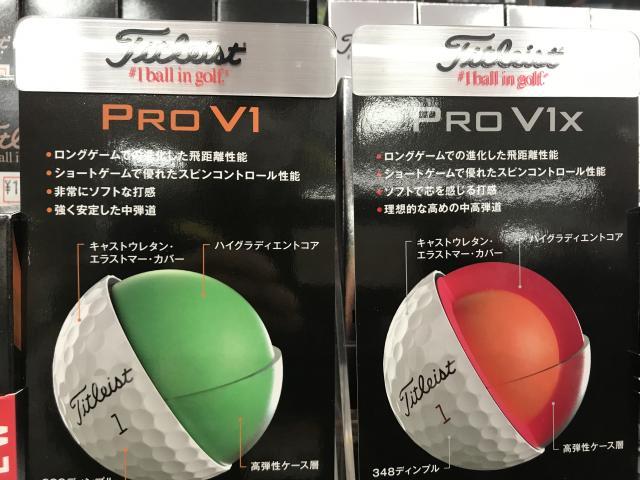 Titleist
#1 ball in golf.®
PRO V1
•ロングゲームでの進化した飛距離性能
•ショートゲームで優れたスピンコントロール性能
•非常にソフトな打感
•強く安定した中弾道
キャストウレタン・
エラストマー・カバー
ハイグラディエントコア
Titleist
1
高弾性ケース層
Titleist
#1 ball in golf.®
PRO V1x
•ロングゲームでの進化した飛距離性能
•ショートゲームで優れたスピンコントロール性能
•ソフトで芯を感じる打感
•理想的な高めの中高弾道
キャストウレタン・
エラストマー・カバー
ハイグラディエントコア
Titleist
1
高弾性ケース層
348ディンプル